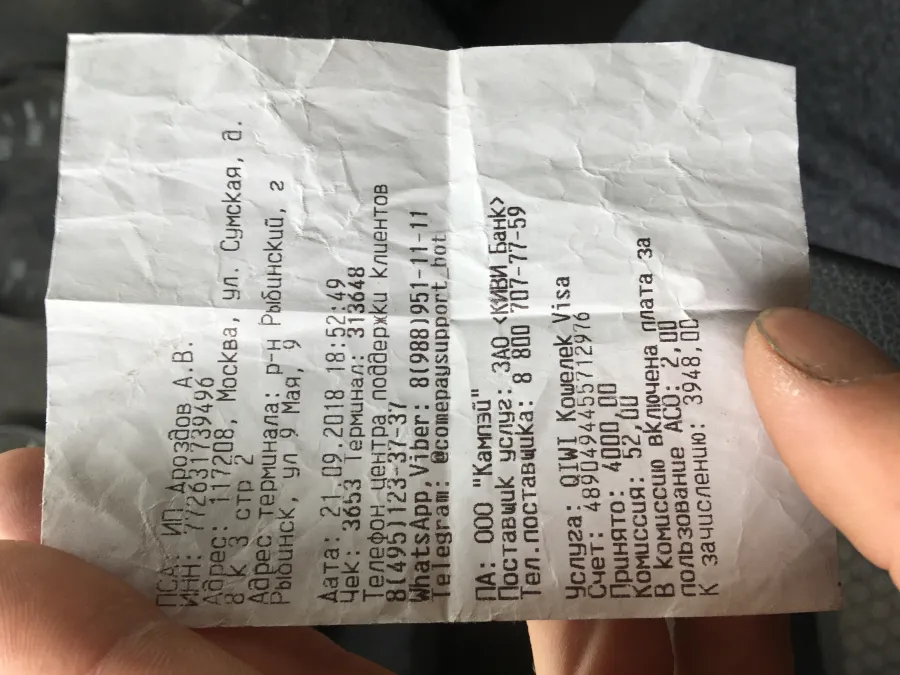 ПСА: ИП Дроздов А.В.
ИНН: 772631739496
Адрес: 117208, Москва, ул. Сумская, д.
8 к 3 стр 2
Адрес терминала: р-н Рыбинский, г
Рыбинск, ул 9 Мая, 9
Дата: 21.09.2018 18:52:49
Чек: 3653 Терминал: 313648
Телефон центра поддержки клиентов
8(495)123-37-37
WhatsApp,Viber: 8(988)951-11-11
Telegram: @comepaysupport_bot
ПА: ООО "Кампэй"
Поставщик услуг: ЗАО <КИВИ Банк>
Тел.поставщика: 8 800 707-77-59
Услуга: QIWI Кошелек Visa
Счет: 4890494455712976
Принято: 4000,00
Комиссия: 52,00
В комиссию включена плата за
пользование АСО: 2,00
К зачислению: 3948,00